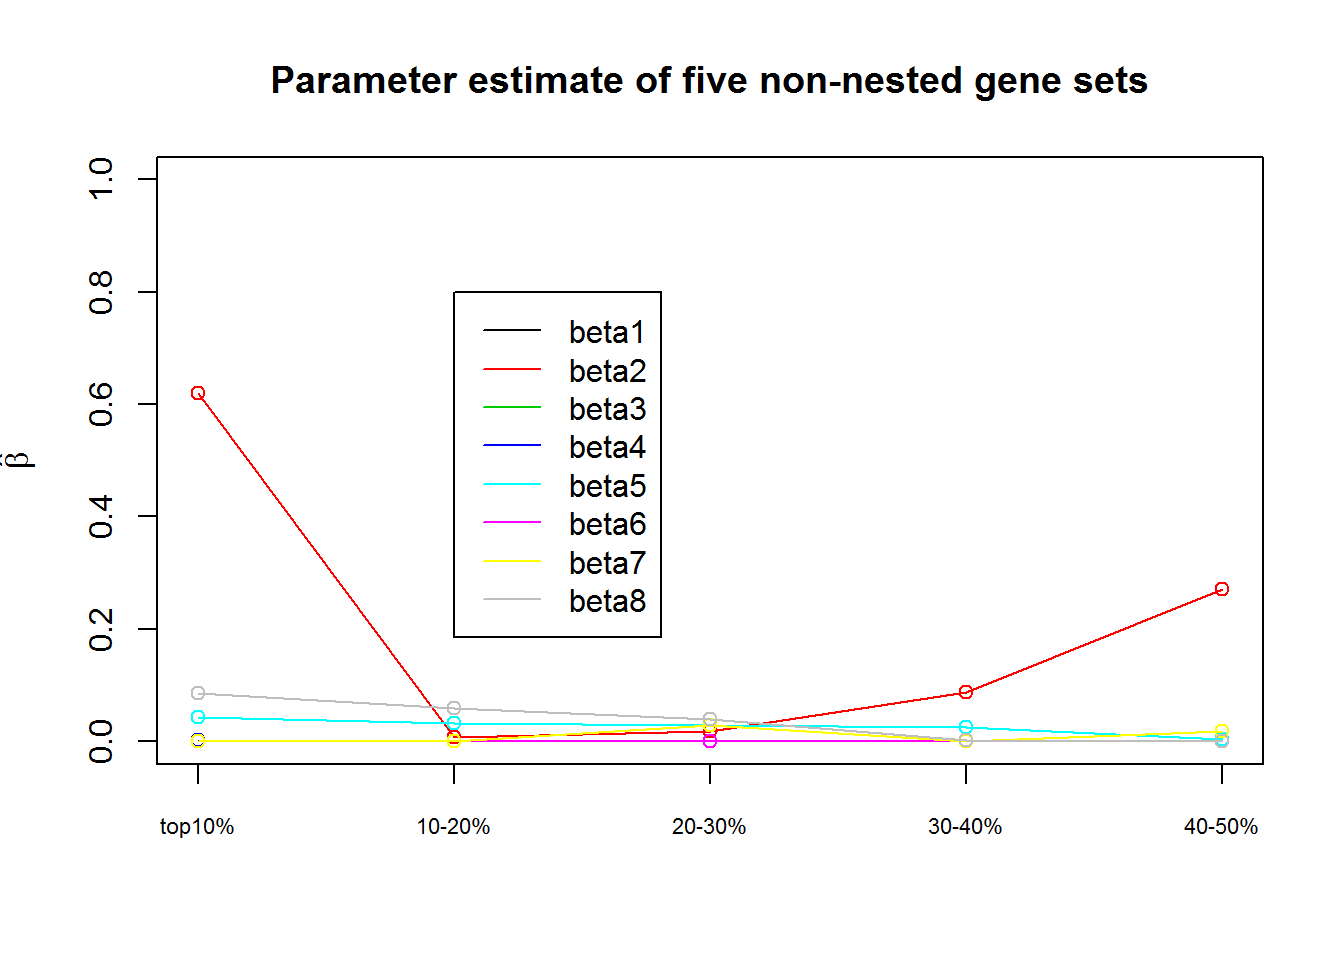 Parameter estimate of five non-nested gene sets
1.0
0.8
0.6
0.4
0.2
0.0
β̂
beta1
beta2
beta3
beta4
beta5
beta6
beta7
beta8
top10% 10-20% 20-30% 30-40% 40-50%